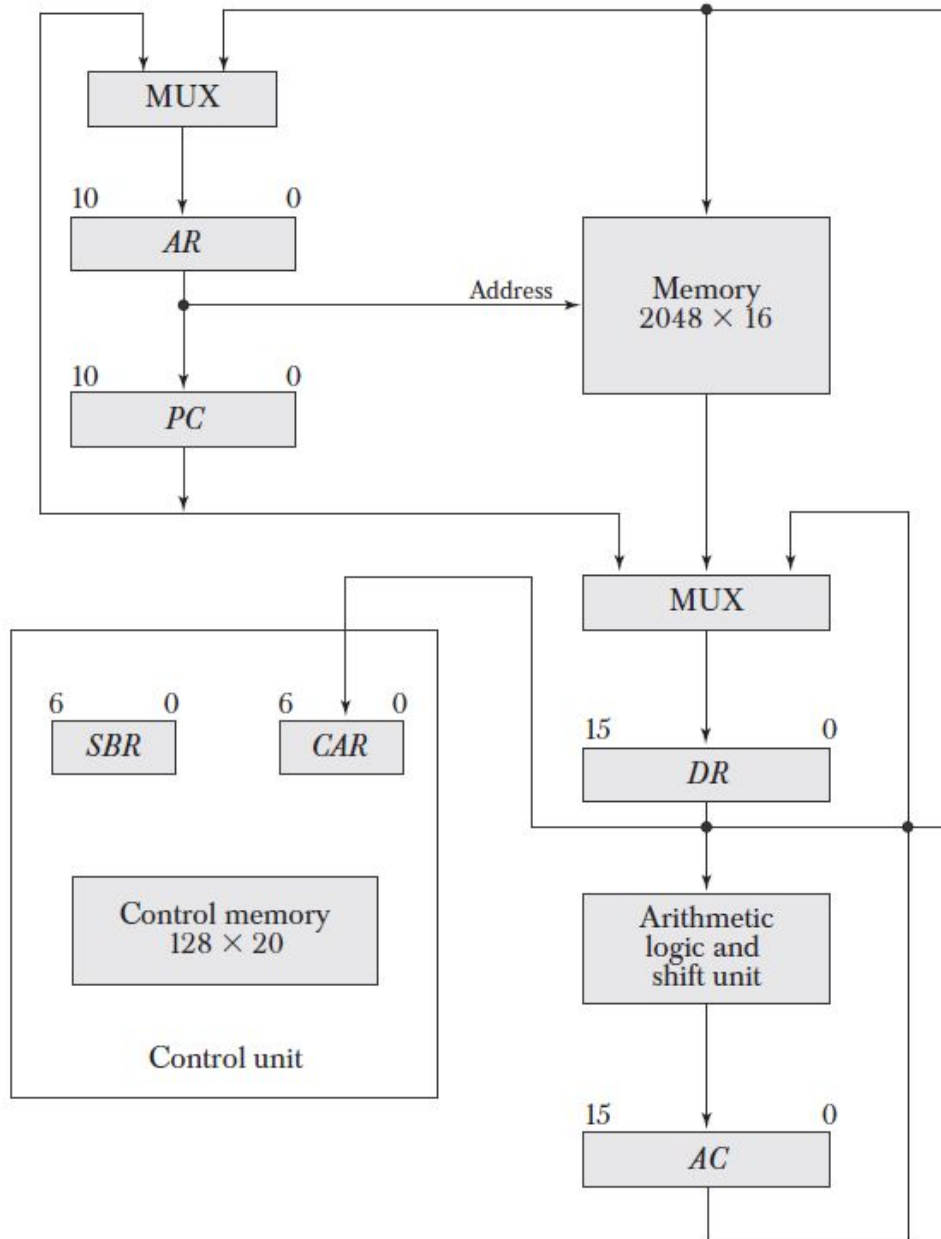 MUX
10 0
AR
Address
Memory
2048 × 16
10 0
PC
MUX
6 0
SBR
6 0
CAR
15 0
DR
Control memory
128 × 20
Arithmetic
logic and
shift unit
Control unit
15 0
AC